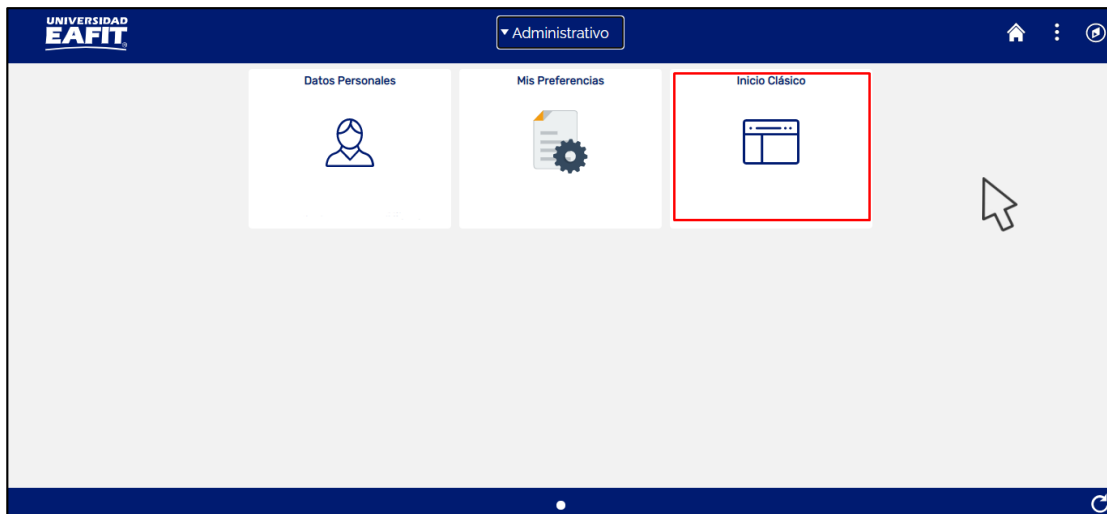 UNIVERSIDAD
EAFIT
Administrativo
Datos Personales
Mis Preferencias
Inicio Clásico